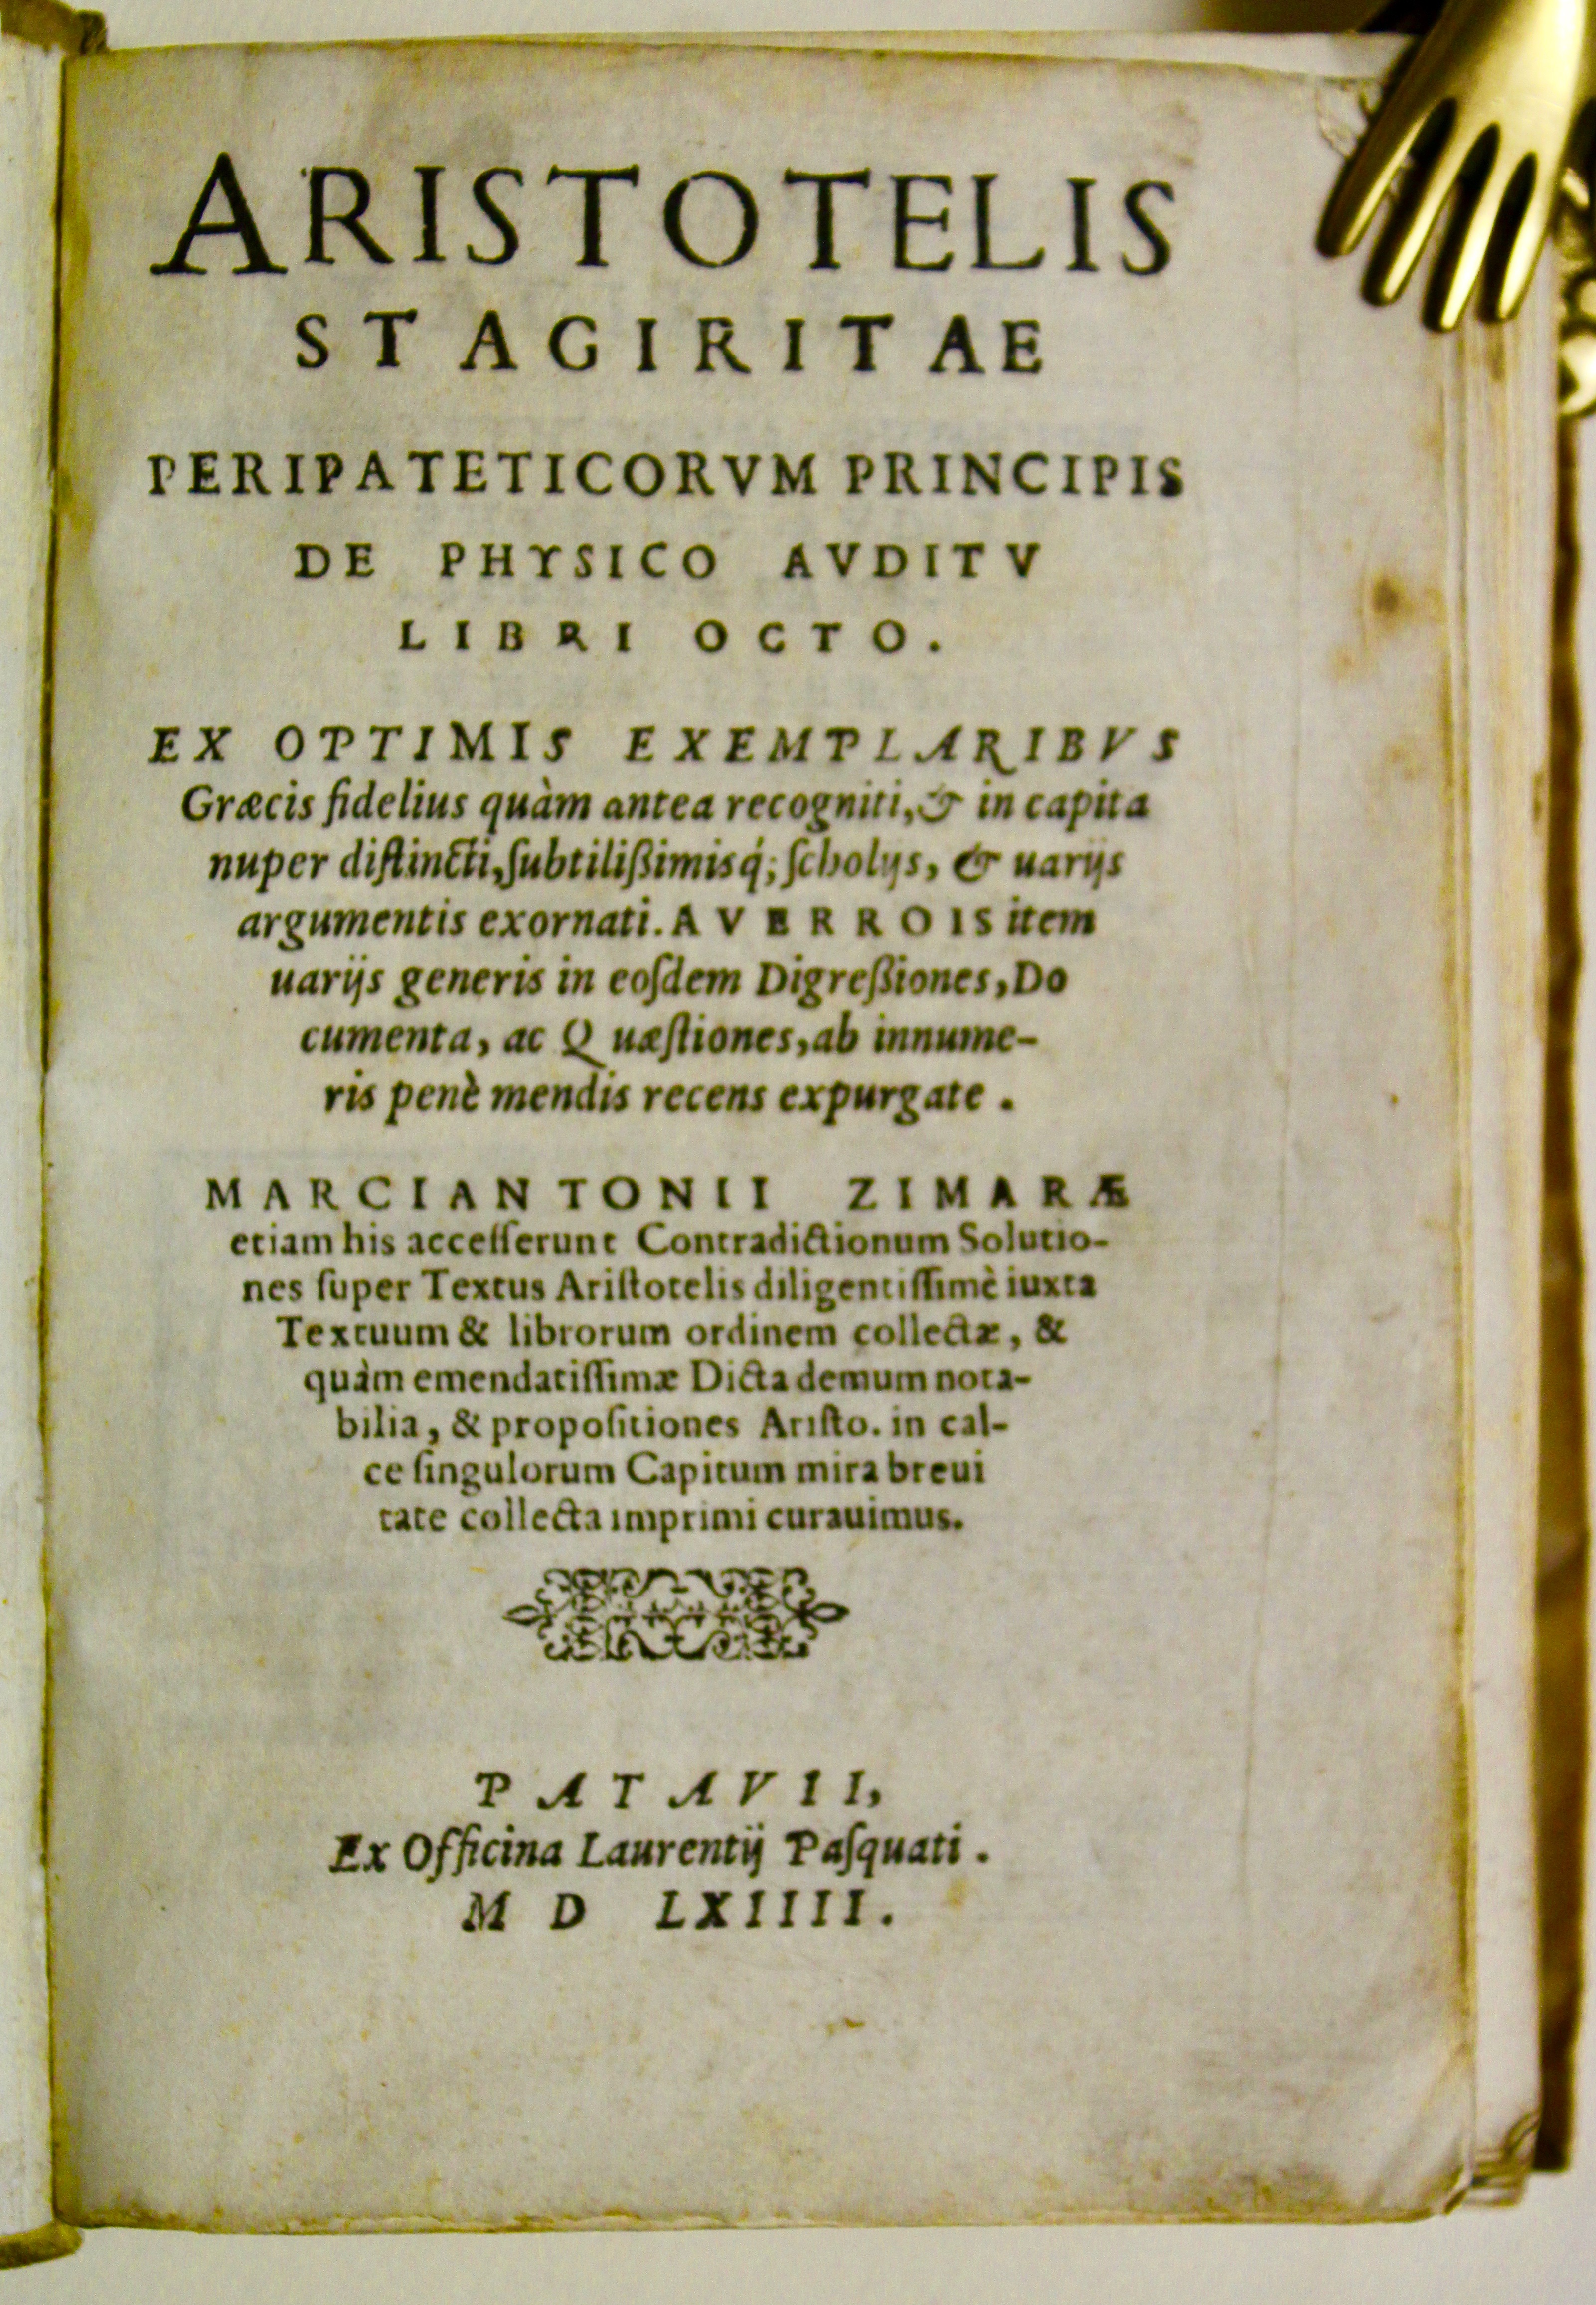 ARISTOTELIS
STAGIRITAE
PERIPATETICORVM PRINCIPIS
DE PHYSICO AVDITV
LIBRI OCTO.
EX OPTIMIS EXEMPLARIBVS
Græcis fidelius quàm antea recogniti, & in capita
nuper diſtincti, ſubtilißimisq́; ſcholijs, & uarijs
argumentis exornati. AVERROIS item
uarijs generis in eoſdem Digreßiones, Do
cumenta, ac Quæſtiones, ab innume-
ris penè mendis recens expurgate.
MARCIANTONII ZIMARÆ
etiam his acceſſerunt Contradictionum Solutio-
nes ſuper Textus Ariſtotelis diligentiſſimè iuxta
Textuum & librorum ordinem collectæ, &
quàm emendatiſſimæ Dicta demum nota-
bilia, & propoſitiones Ariſto. in cal-
ce ſingulorum Capitum mira breui
tate collecta imprimi curauimus.
PATAVII,
Ex Officina Laurentij Paſquati.
M D LXIIII.